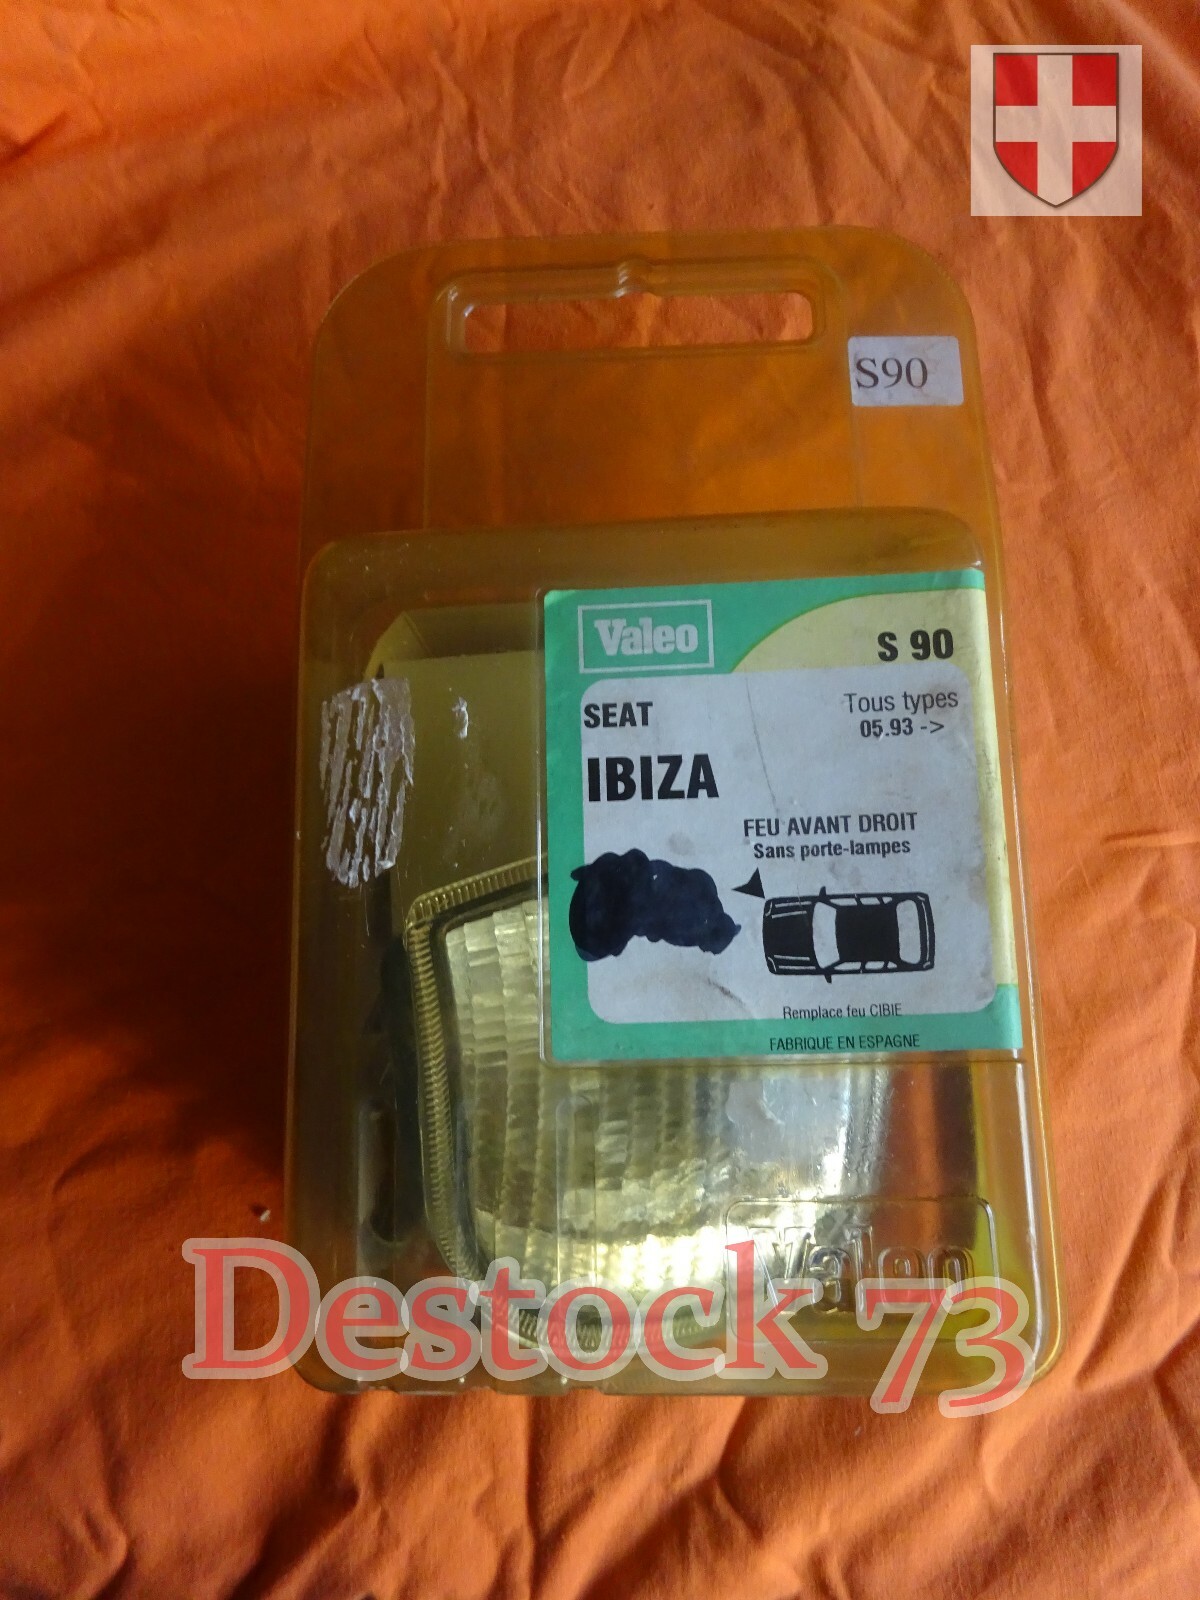 S90
Valeo
S 90
SEAT
Tous types
05.93 ->
IBIZA
FEU AVANT DROIT
Sans porte-lampes
Remplace feu CIBIE
FABRIQUE EN ESPAGNE
Valeo
Destock 73